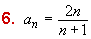 6. aₙ = 2n / (n + 1)